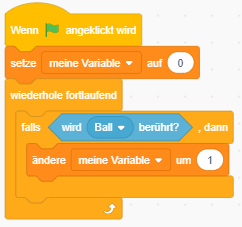 Wenn angeklickt wird
setze meine Variable auf 0
wiederhole fortlaufend
falls wird Ball berührt? , dann
ändere meine Variable um 1